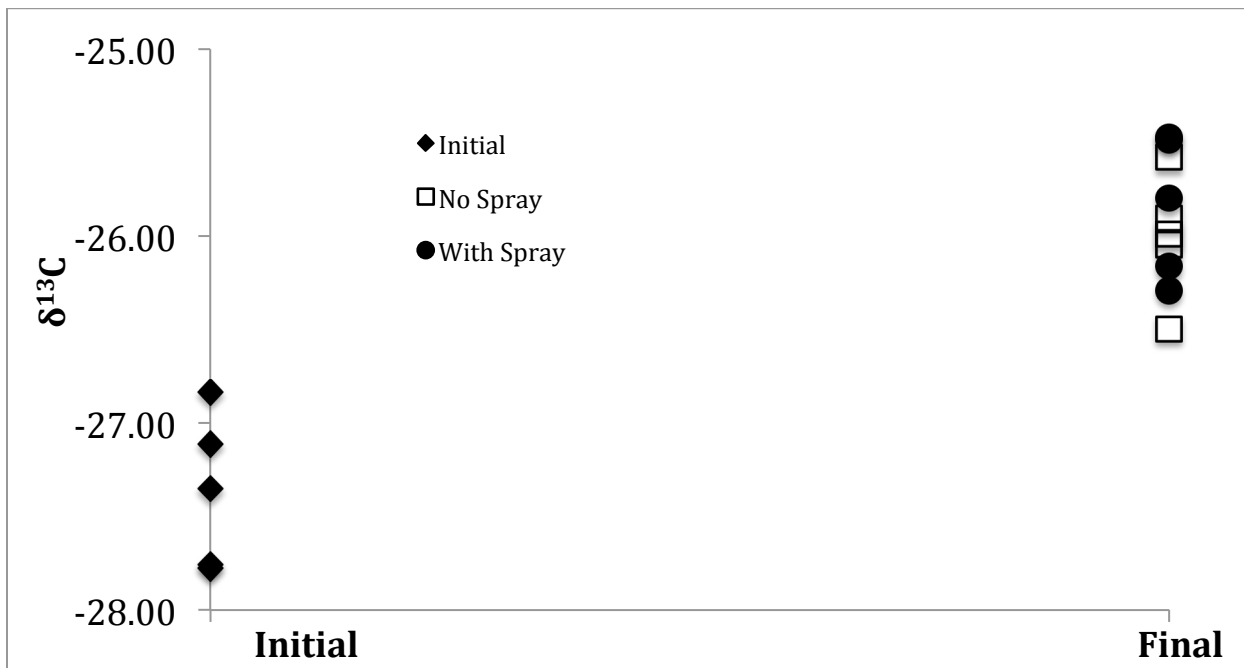 -25.00
-26.00
-27.00
-28.00
δ¹³C
Initial
No Spray
With Spray
Initial
Final